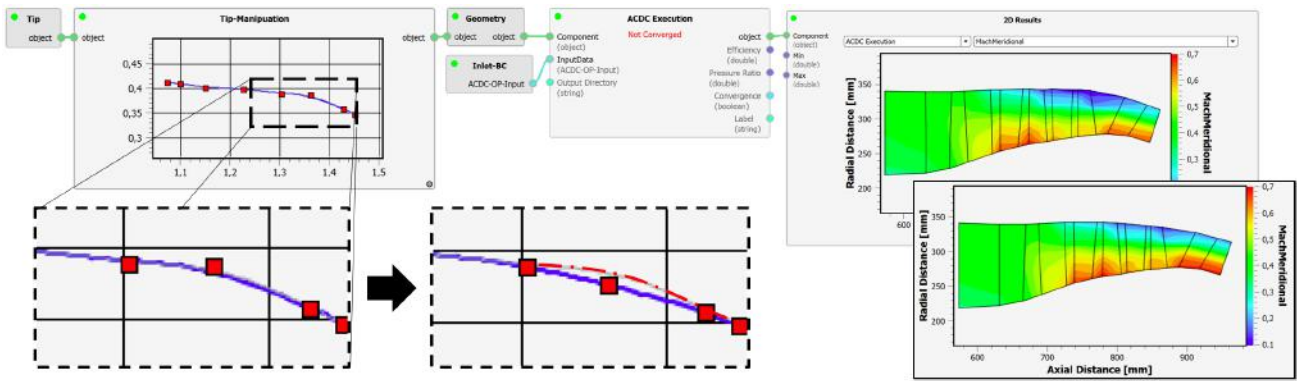 Tip
object
Tip-Manipuation
object
object
0,45
0,4
0,35
0,3
1,1
1,2
1,3
1,4
1,5
Geometry
object
object
Inlet-BC
ACDC-OP-Input
ACDC Execution
Not Converged
Component
(object)
InputData
(ACDC-OP-Input)
Output Directory
(string)
object
Efficiency
(double)
Pressure Ratio
(double)
Convergence
(boolean)
Label
(string)
2D Results
Component
(object)
Min
(double)
Max
(double)
ACDC Execution
MachMeridional
Radial Distance [mm]
350
300
250
200
600
0,7
0,6
0,5
0,4
0,3
MachMeridional
Radial Distance [mm]
350
300
250
200
600
700
800
900
Axial Distance [mm]
0,7
0,6
0,5
0,4
0,3
0,2
0.1
MachMeridional